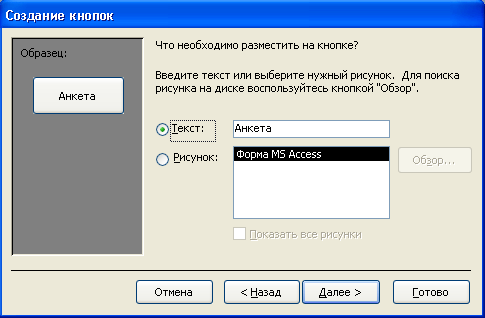 Создание кнопок
Образец:
Анкета
Что необходимо разместить на кнопке?
Введите текст или выберите нужный рисунок. Для поиска
рисунка на диске воспользуйтесь кнопкой "Обзор".
Текст:
Анкета
Рисунок:
Форма MS Access
Обзор...
Показать все рисунки
Отмена
< Назад
Далее >
Готово